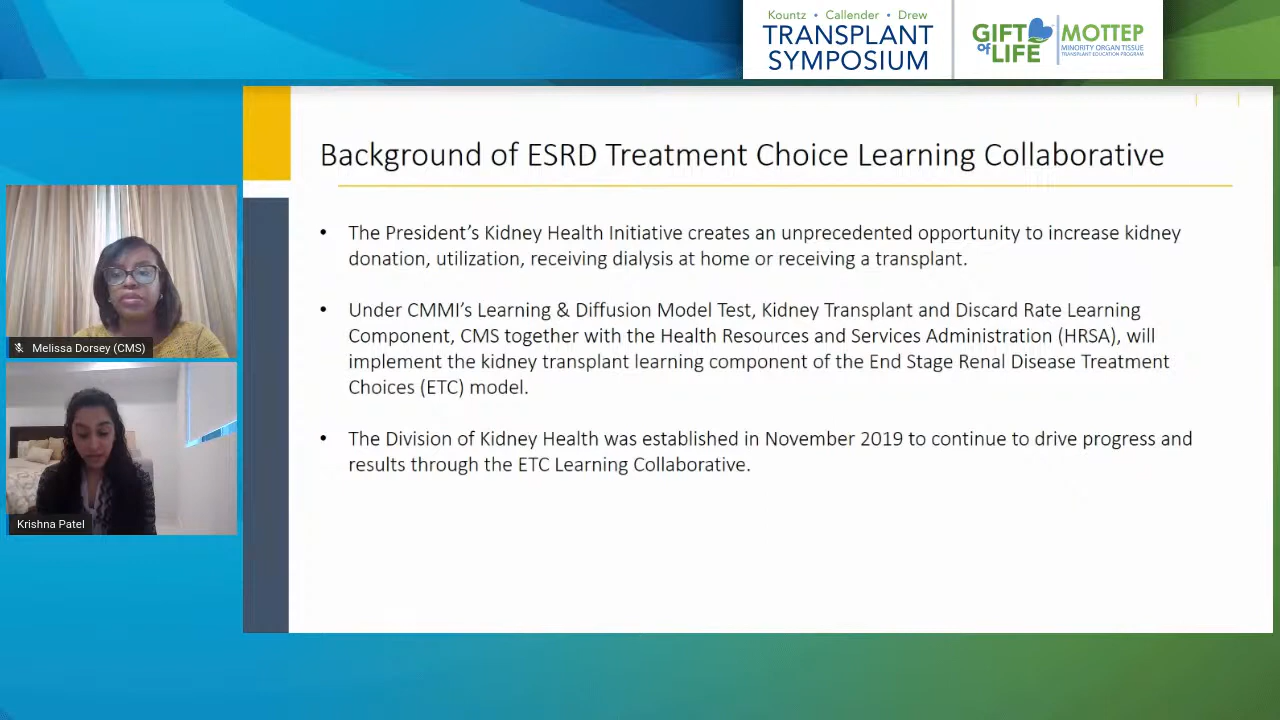 Kountz • Callender • Drew
TRANSPLANT
SYMPOSIUM
GIFT
of
LIFE
MOTTEP
MINORITY ORGAN TISSUE
TRANSPLANT EDUCATION PROGRAM
Background of ESRD Treatment Choice Learning Collaborative
• The President’s Kidney Health Initiative creates an unprecedented opportunity to increase kidney
donation, utilization, receiving dialysis at home or receiving a transplant.
• Under CMMI’s Learning & Diffusion Model Test, Kidney Transplant and Discard Rate Learning
Component, CMS together with the Health Resources and Services Administration (HRSA), will
implement the kidney transplant learning component of the End Stage Renal Disease Treatment
Choices (ETC) model.
• The Division of Kidney Health was established in November 2019 to continue to drive progress and
results through the ETC Learning Collaborative.
Melissa Dorsey (CMS)
Krishna Patel